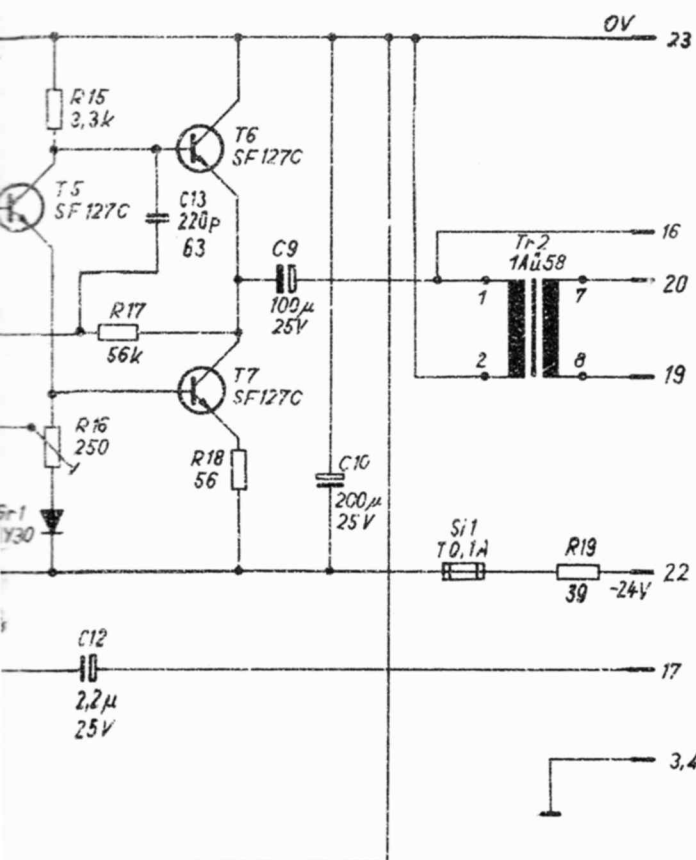 0V
23
R15
3,3k
T6
SF127C
T5
SF127C
C13
220p
63
C9
100µ
25V
16
Tr2
1Aü58
1
7
20
R17
56k
2
8
19
T7
SF127C
R16
250
R18
56
C10
200µ
25V
Si1
T0,1A
R19
39
-24V
22
C12
2,2µ
25V
17
3,4